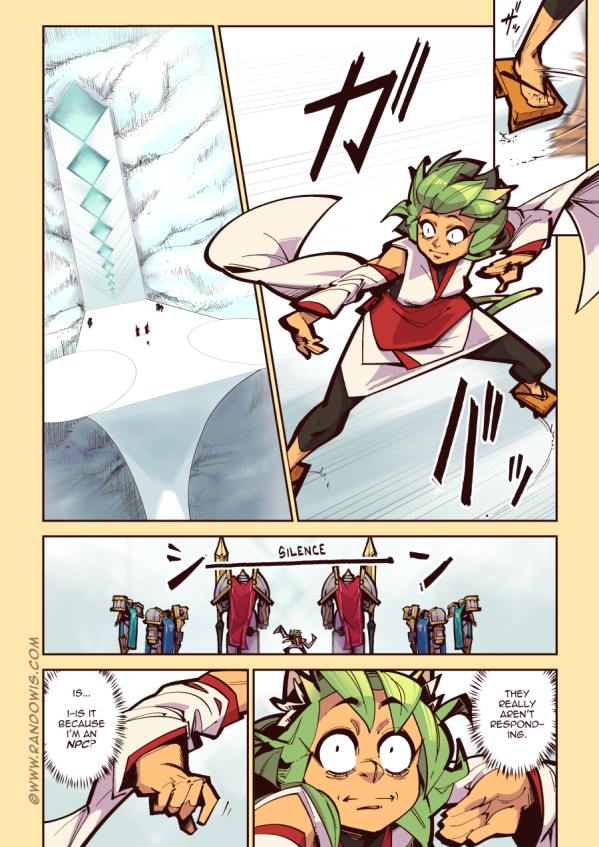 ザッ
ガ
バッ
シーン
SILENCE
THEY
REALLY
AREN'T
RESPOND-
ING.
IS...
I-IS IT
BECAUSE
I'M AN
NPC?
©WWW.RANDOWIS.COM